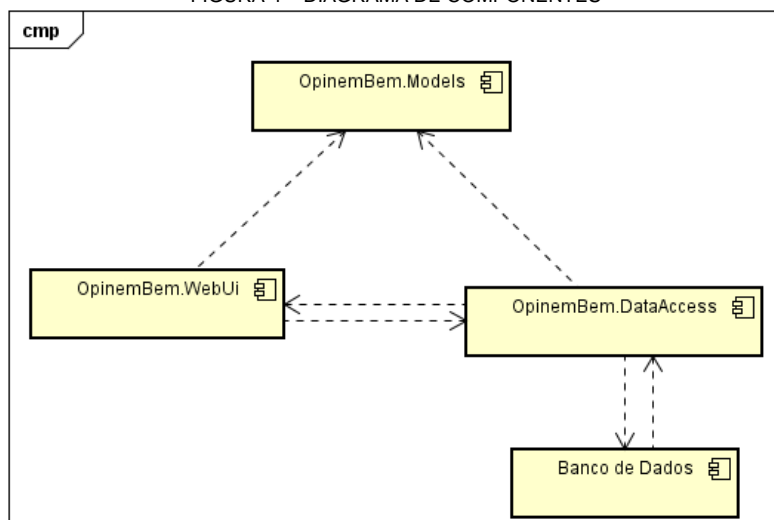 cmp
OpinemBem.Models
OpinemBem.WebUi
OpinemBem.DataAccess
Banco de Dados